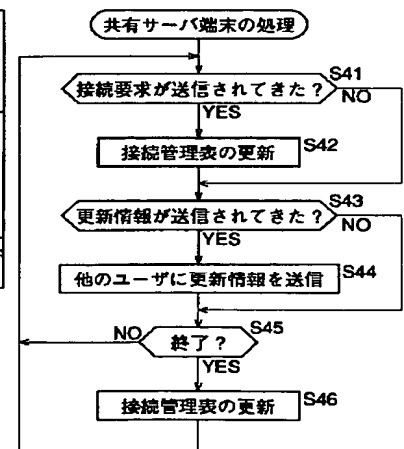 共有サーバ端末の処理
接続要求が送信されてきた?
S41
NO
YES
接続管理表の更新
S42
更新情報が送信されてきた?
S43
NO
YES
他のユーザに更新情報を送信
S44
NO
終了?
S45
YES
接続管理表の更新
S46